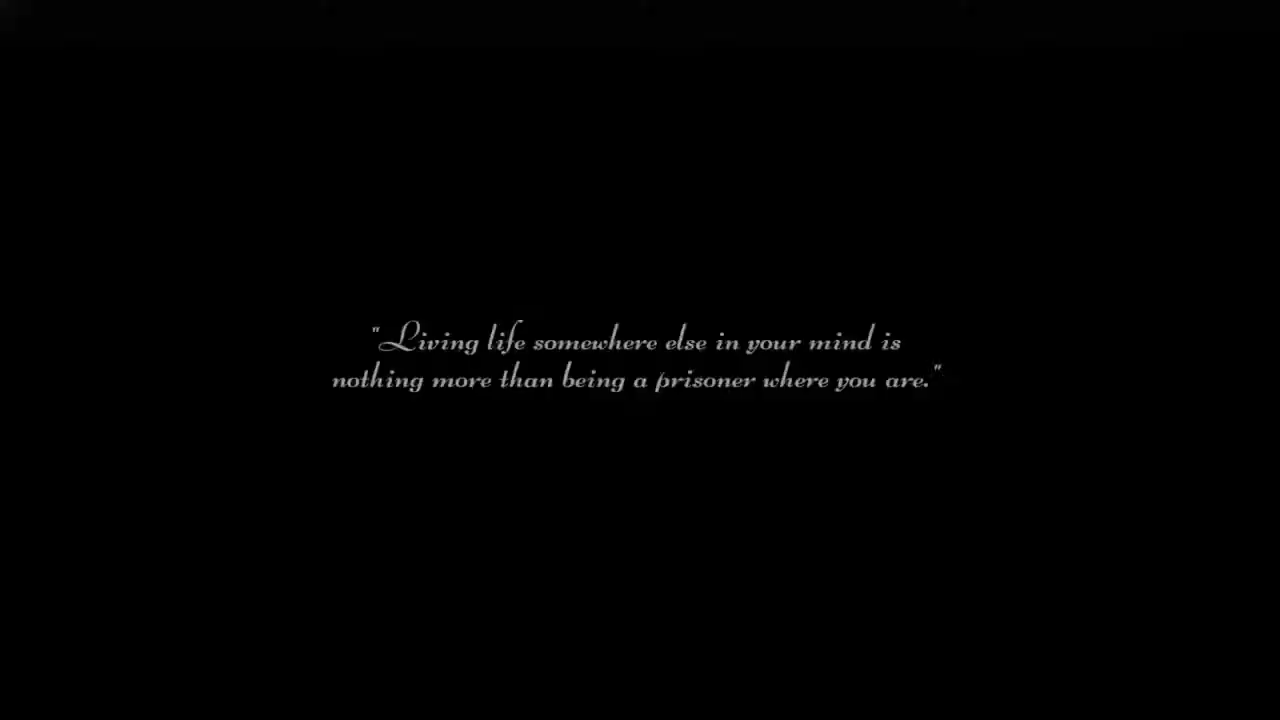 "Living life somewhere else in your mind is
nothing more than being a prisoner where you are."